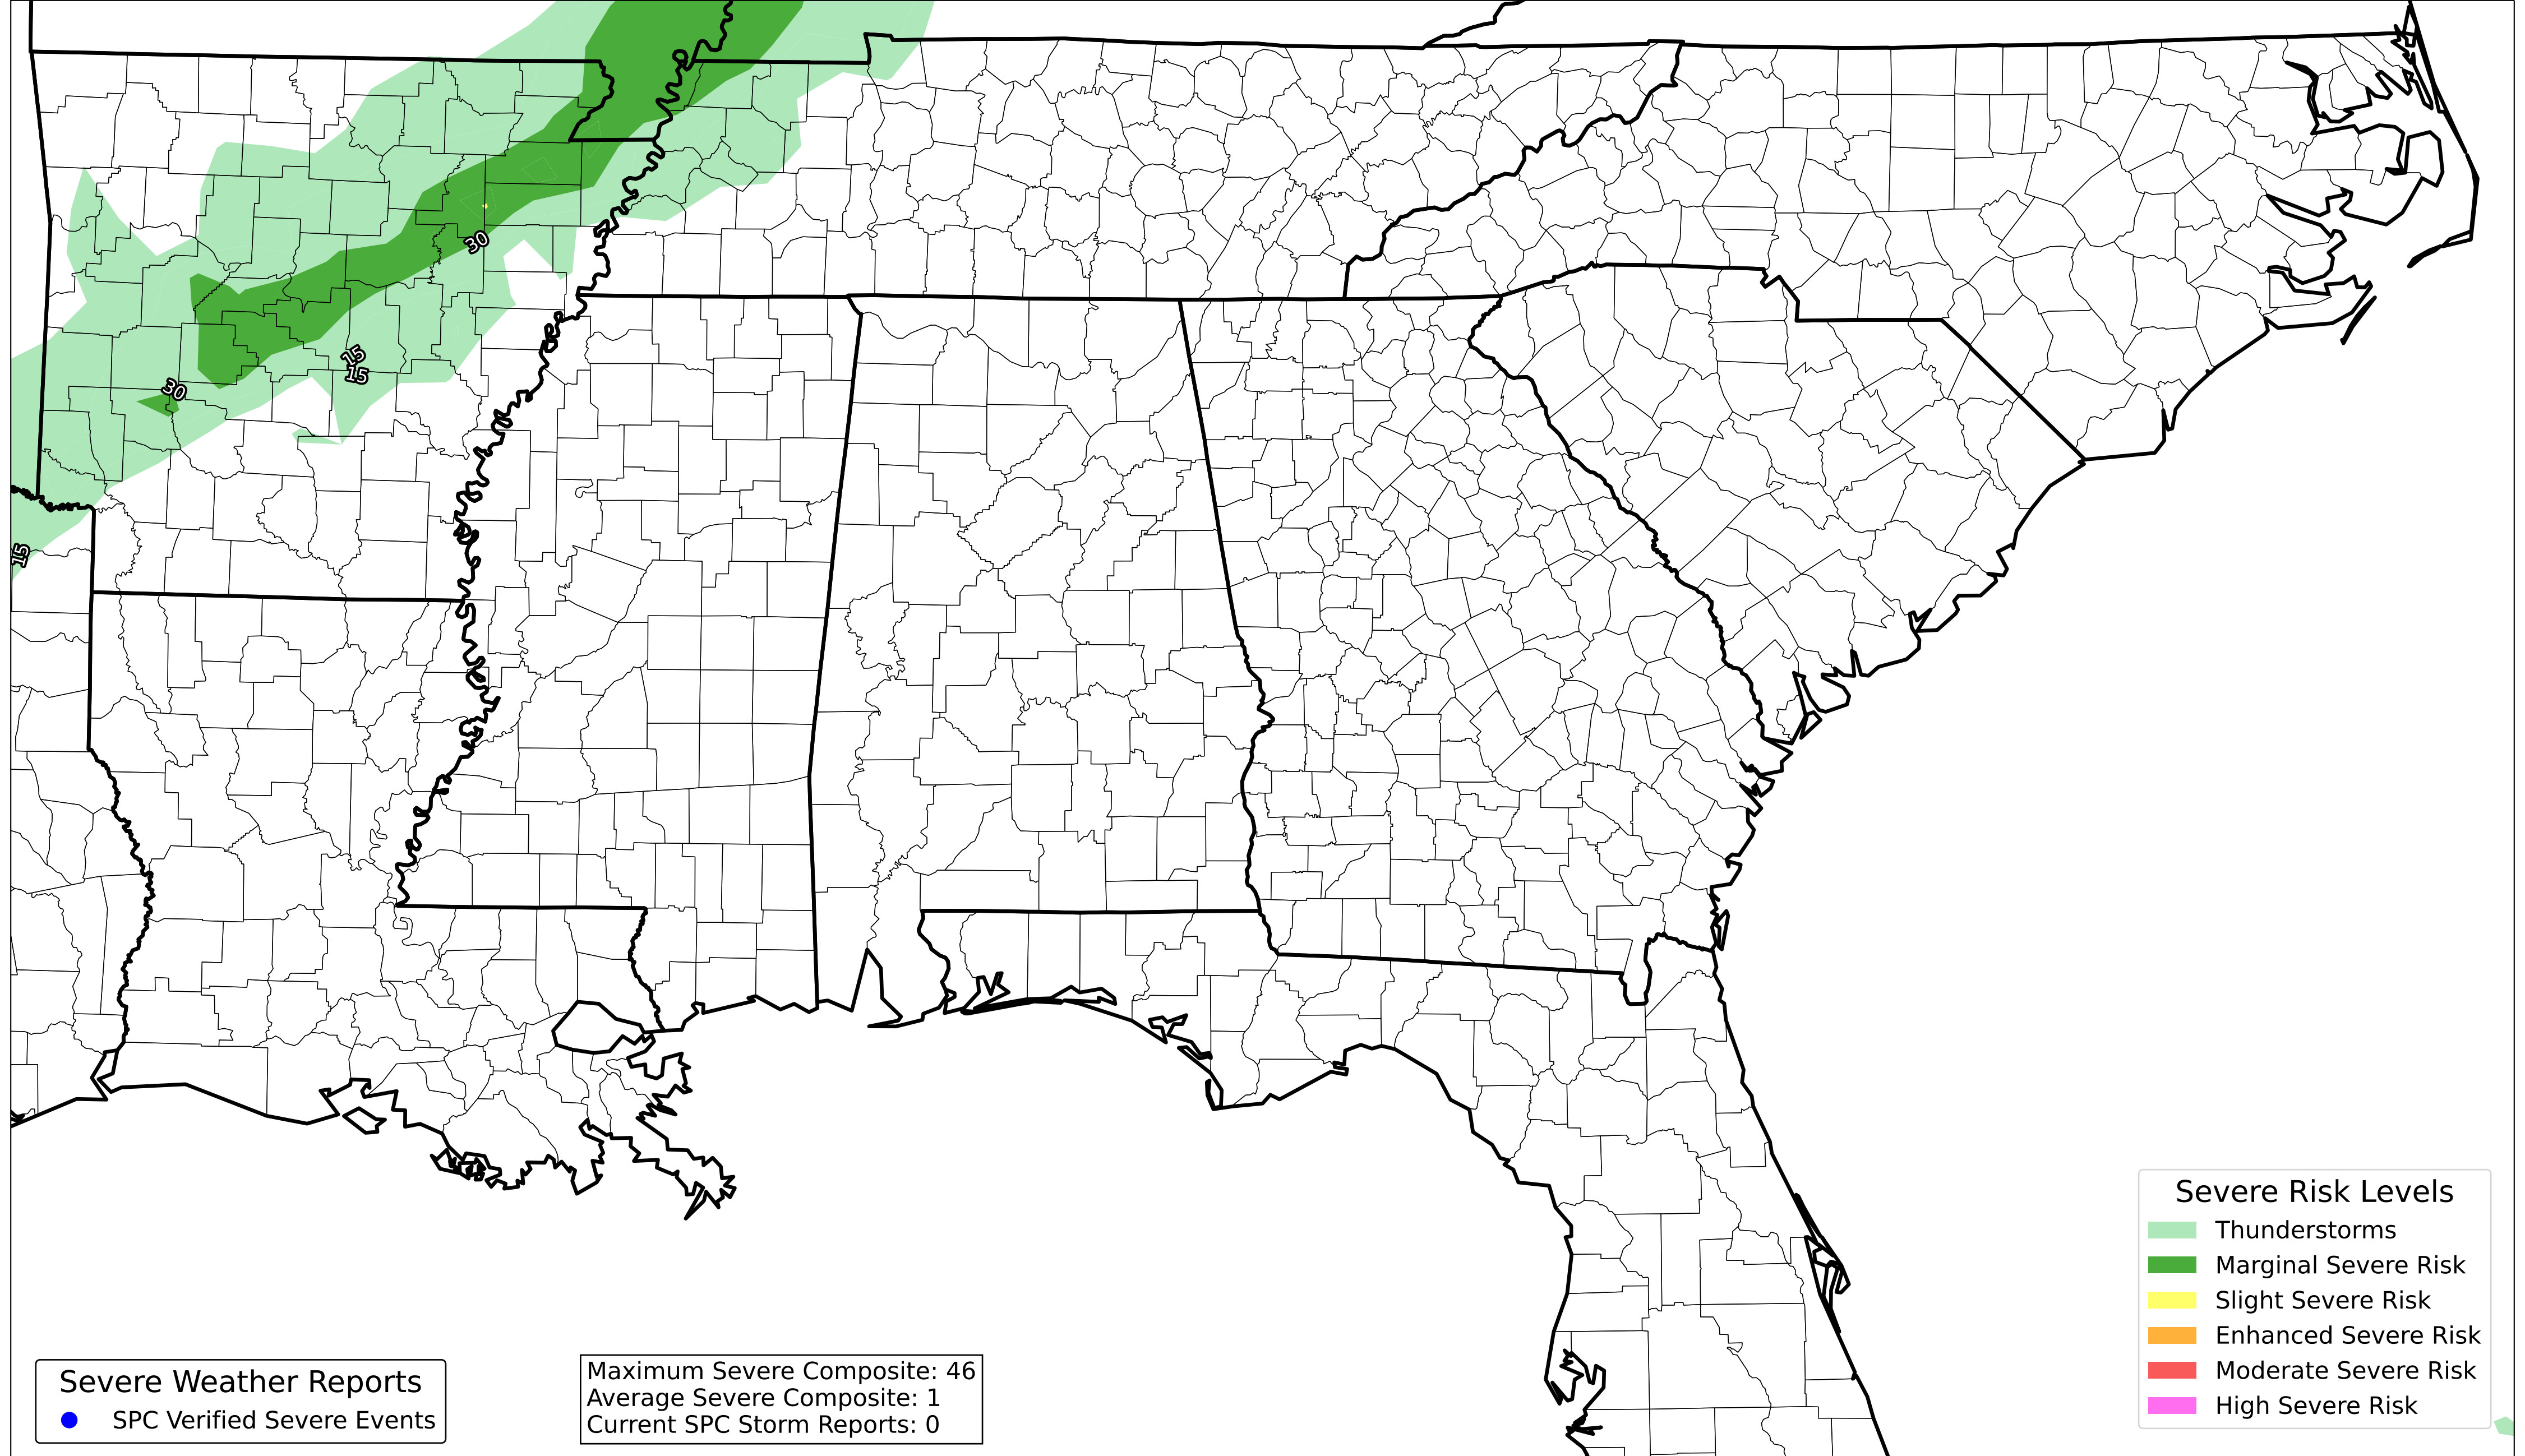 30
15
15
30
15
Severe Risk Levels
Thunderstorms
Marginal Severe Risk
Slight Severe Risk
Enhanced Severe Risk
Moderate Severe Risk
High Severe Risk
Severe Weather Reports
SPC Verified Severe Events
Maximum Severe Composite: 46
Average Severe Composite: 1
Current SPC Storm Reports: 0